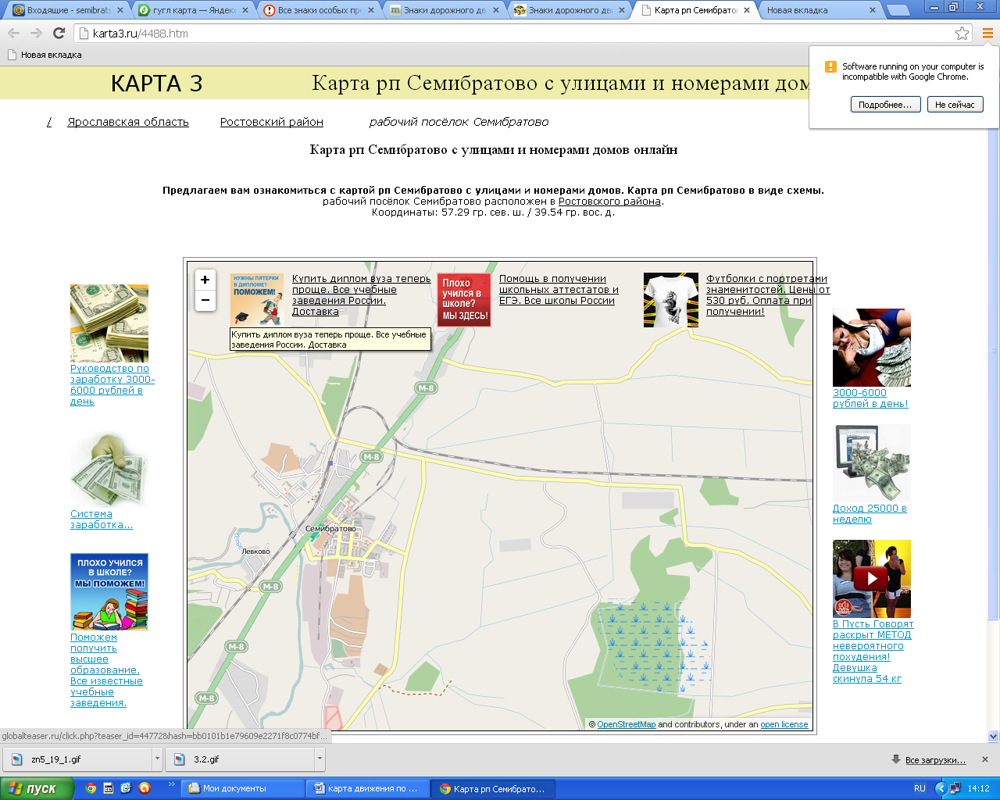 Входящие - semibrats
гугл карта — Яндекс
Все знаки особых пре
Знаки дорожного дв
Знаки дорожного дви
Карта рп Семибратов
Новая вкладка
karta3.ru/4488.htm
Новая вкладка
Software running on your computer is
incompatible with Google Chrome.
Подробнее...
Не сейчас
КАРТА 3
Карта рп Семибратово с улицами и номерами дом
/
Ярославская область
Ростовский район
рабочий посёлок Семибратово
Карта рп Семибратово с улицами и номерами домов онлайн
Предлагаем вам ознакомиться с картой рп Семибратово с улицами и номерами домов. Карта рп Семибратово в виде схемы.
рабочий посёлок Семибратово расположен в Ростовского района.
Координаты: 57.29 гр. сев. ш. / 39.54 гр. вос. д.
+
−
НУЖНЫ ПЯТЕРКИ
В ДИПЛОМЕ?
ПОМОЖЕМ!
Купить диплом вуза теперь
проще. Все учебные
заведения России.
Доставка
Плохо
учился в
школе?
МЫ ЗДЕСЬ!
Помощь в получении
школьных аттестатов и
ЕГЭ. Все школы России
Футболки с портретами
знаменитостей. Цены от
530 руб. Оплата при
получении!
Купить диплом вуза теперь проще. Все учебные
заведения России. Доставка
Руководство по
заработку 3000-
6000 рублей в
день
Система
заработка...
ПЛОХО УЧИЛСЯ
В ШКОЛЕ?
МЫ ПОМОЖЕМ!
Поможем
получить
высшее
образование.
Все известные
учебные
заведения.
М-8
М-8
Семибратово
Левково
Устье
М-8
М-8
М-8
© OpenStreetMap and contributors, under an open license
3000-6000
рублей в день!
Доход 25000 в
неделю
В Пусть Говорят
раскрыт МЕТОД
невероятного
похудения!
Девушка
скинула 54 кг
globalteaser.ru/click.php?teaser_id=44772&hash=bb0101b1e79609e2271f8c0774bf...
zn5_19_1.gif
3.2.gif
Все загрузки...
пуск
Мои документы
карта движения по ...
Карта рп Семибрато...
RU
14:12